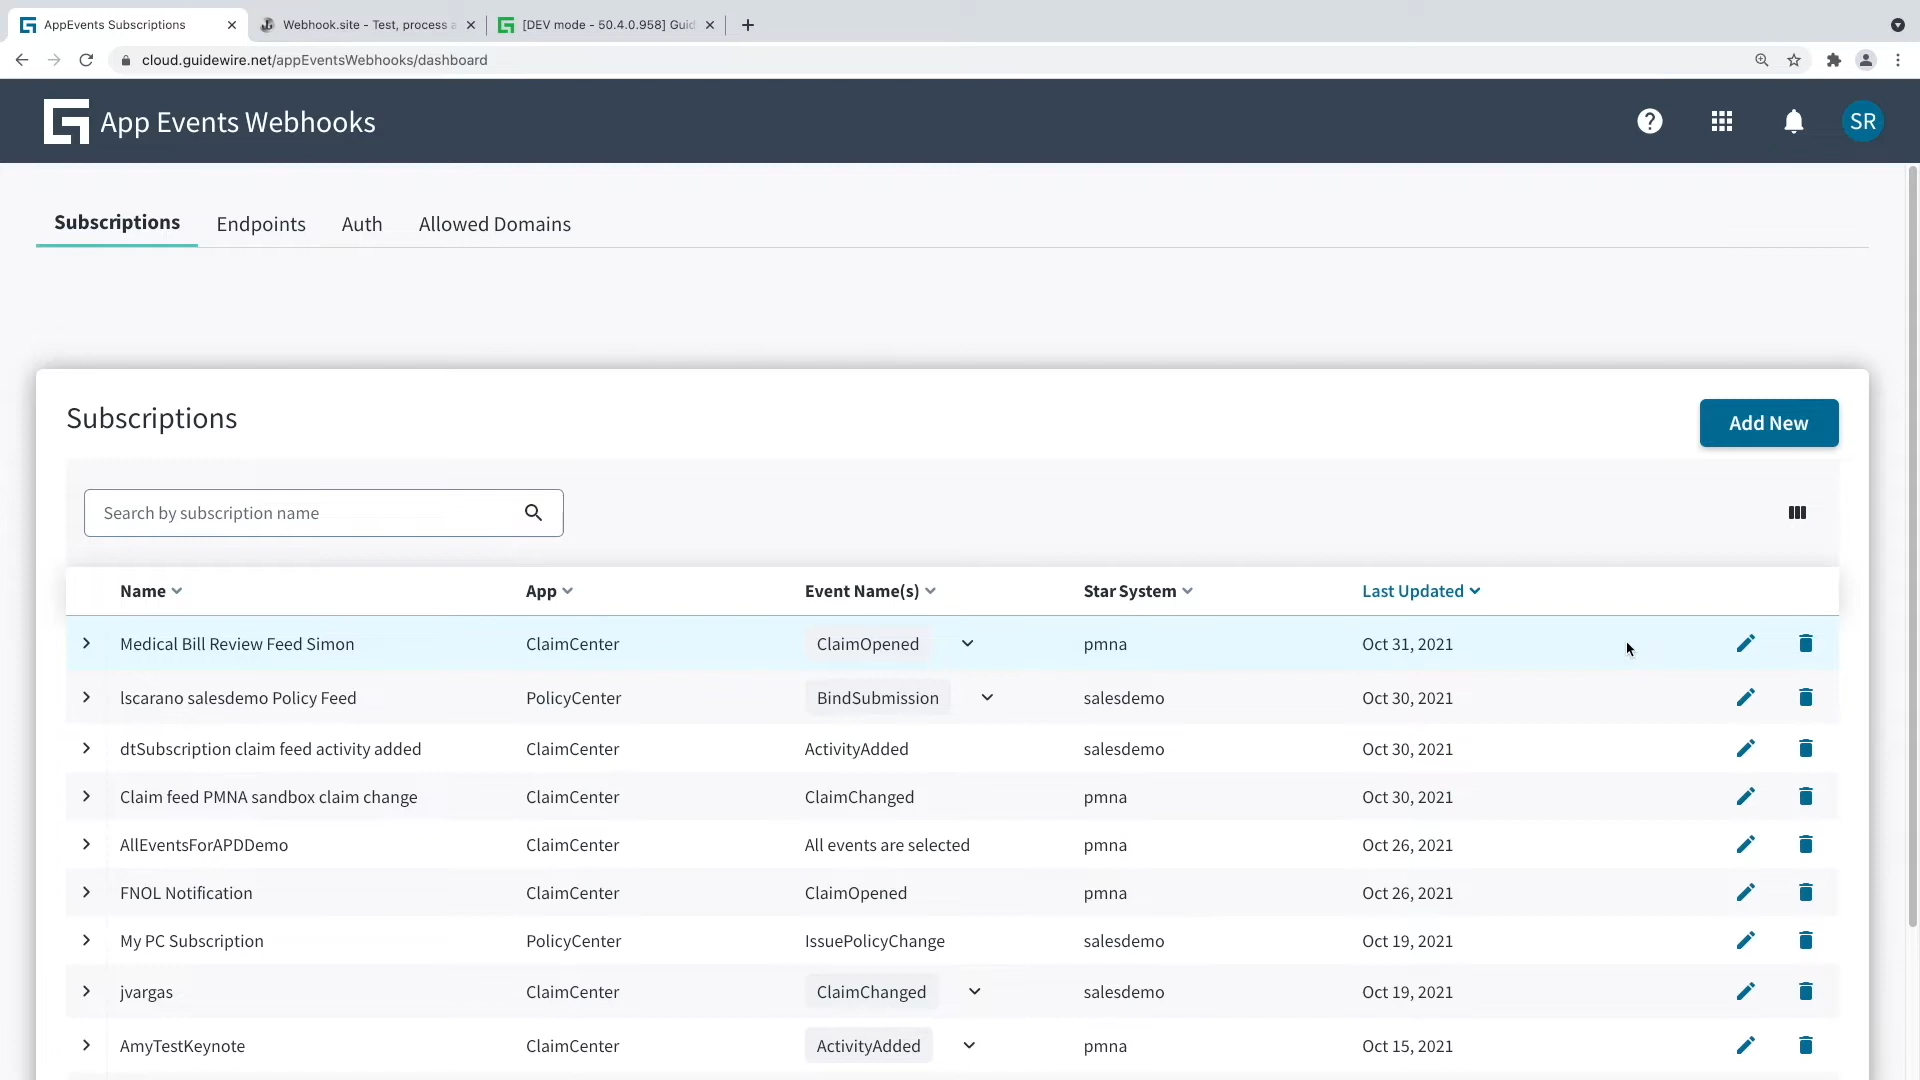 AppEvents Subscriptions
Webhook.site - Test, process a
[DEV mode - 50.4.0.958] Guid
cloud.guidewire.net/appEventsWebhooks/dashboard
App Events Webhooks
SR
Subscriptions Endpoints Auth Allowed Domains
Subscriptions
Add New
Search by subscription name
Name App Event Name(s) Star System Last Updated
Medical Bill Review Feed Simon ClaimCenter ClaimOpened pmna Oct 31, 2021
lscarano salesdemo Policy Feed PolicyCenter BindSubmission salesdemo Oct 30, 2021
dtSubscription claim feed activity added ClaimCenter ActivityAdded salesdemo Oct 30, 2021
Claim feed PMNA sandbox claim change ClaimCenter ClaimChanged pmna Oct 30, 2021
AllEventsForAPDDemo ClaimCenter All events are selected pmna Oct 26, 2021
FNOL Notification ClaimCenter ClaimOpened pmna Oct 26, 2021
My PC Subscription PolicyCenter IssuePolicyChange salesdemo Oct 19, 2021
jvargas ClaimCenter ClaimChanged salesdemo Oct 19, 2021
AmyTestKeynote ClaimCenter ActivityAdded pmna Oct 15, 2021